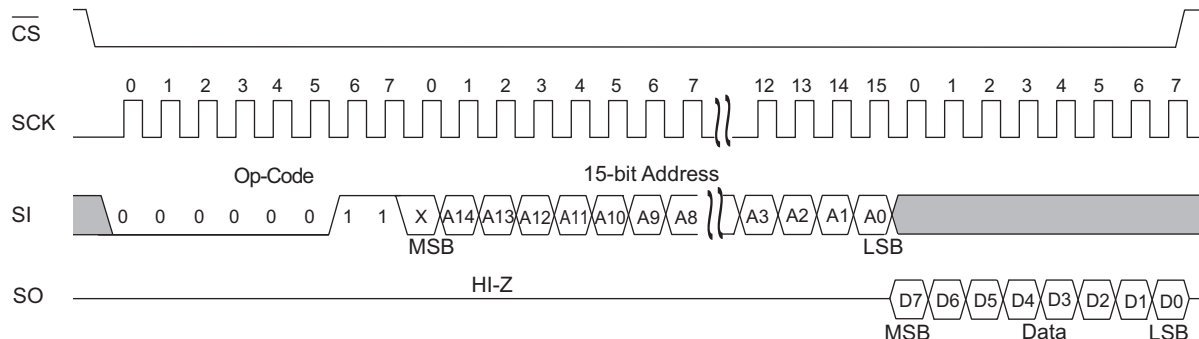 CS
0 1 2 3 4 5 6 7 0 1 2 3 4 5 6 7 12 13 14 15 0 1 2 3 4 5 6 7
SCK
Op-Code 15-bit Address
SI 0 0 0 0 0 0 1 1 X A14 A13 A12 A11 A10 A9 A8 A3 A2 A1 A0
MSB LSB
HI-Z
SO D7 D6 D5 D4 D3 D2 D1 D0
MSB Data LSB